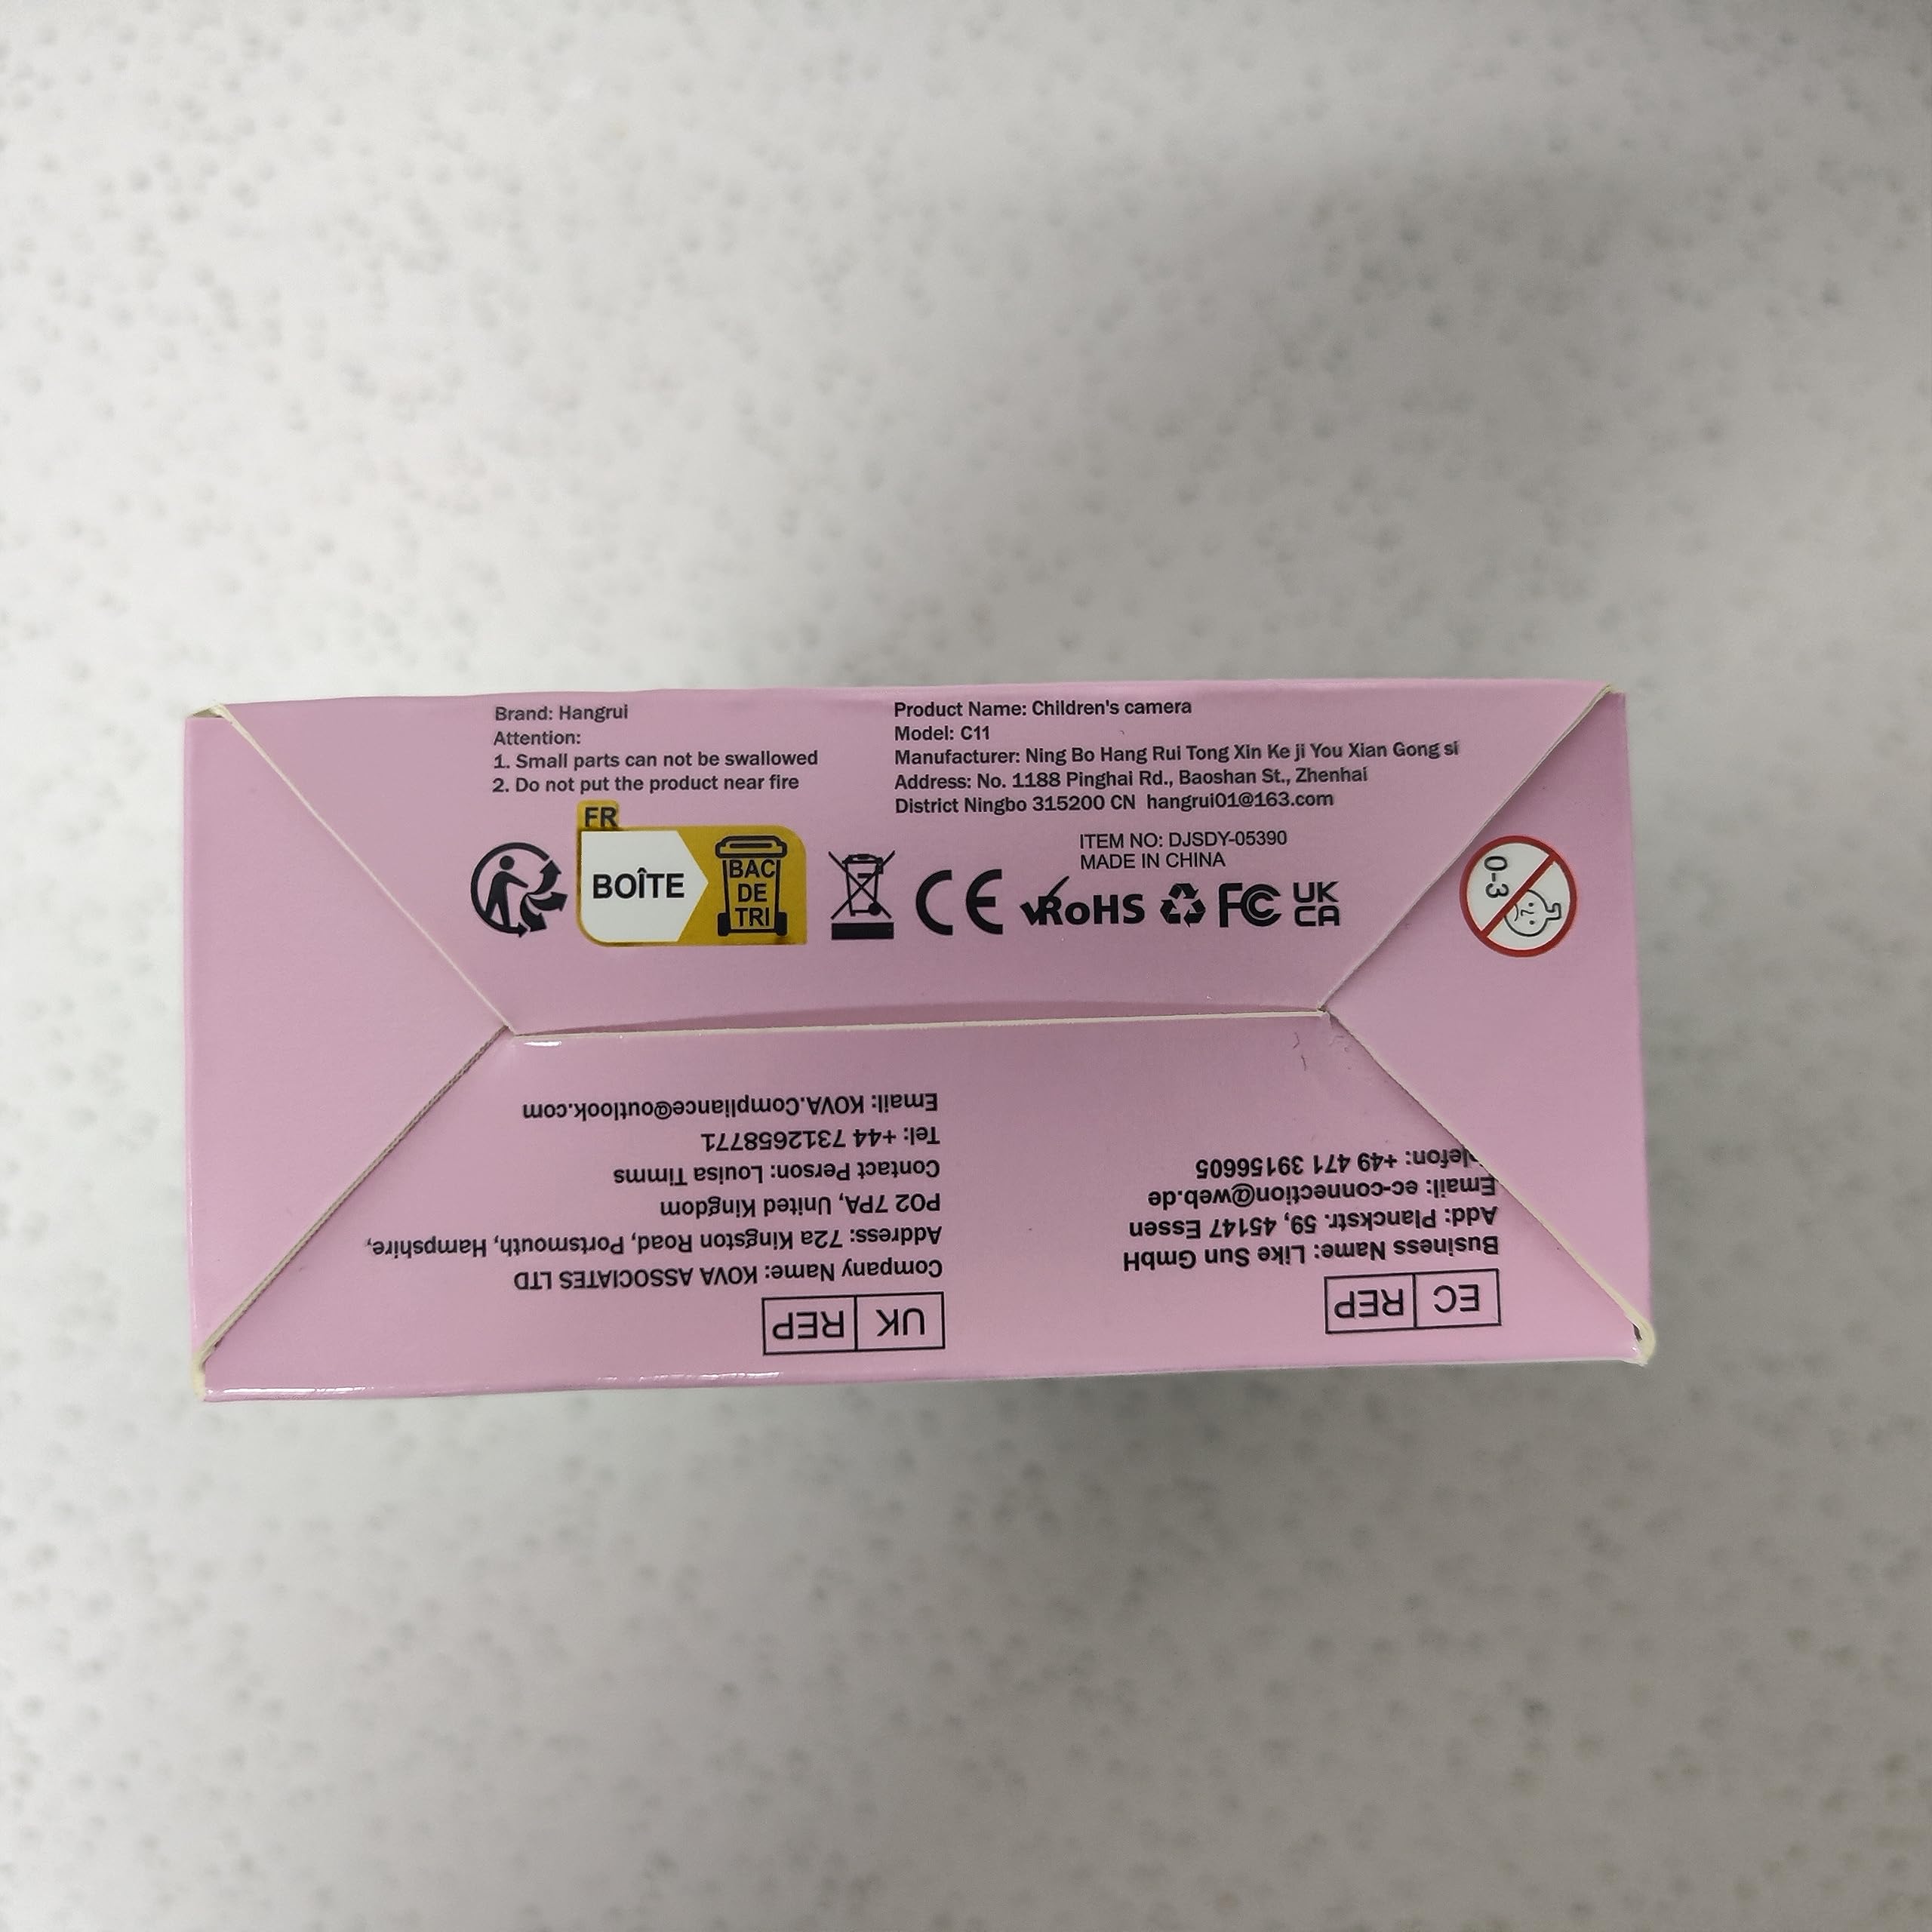 Brand: Hangrui
Attention:
1. Small parts can not be swallowed
2. Do not put the product near fire
Product Name: Children's camera
Model: C11
Manufacturer: Ning Bo Hang Rui Tong Xin Ke ji You Xian Gong si
Address: No. 1188 Pinghai Rd., Baoshan St., Zhenhai
District Ningbo 315200 CN hangrui01@163.com
ITEM NO: DJSDY-05390
MADE IN CHINA
FR
BOÎTE
BAC
DE
TRI
CE
RoHS
FC
UK
CA
0-3
UK REP
Company Name: KOVA ASSOCIATES LTD
Address: 72a Kingston Road, Portsmouth, Hampshire,
PO2 7PA, United Kingdom
Contact Person: Louisa Timms
Tel: +44 7312658771
Email: KOVA.Compliance@outlook.com
EC REP
Business Name: Like Sun GmbH
Add: Planckstr. 59, 45147 Essen
Email: ec-connection@web.de
lefon: +49 471 39156605